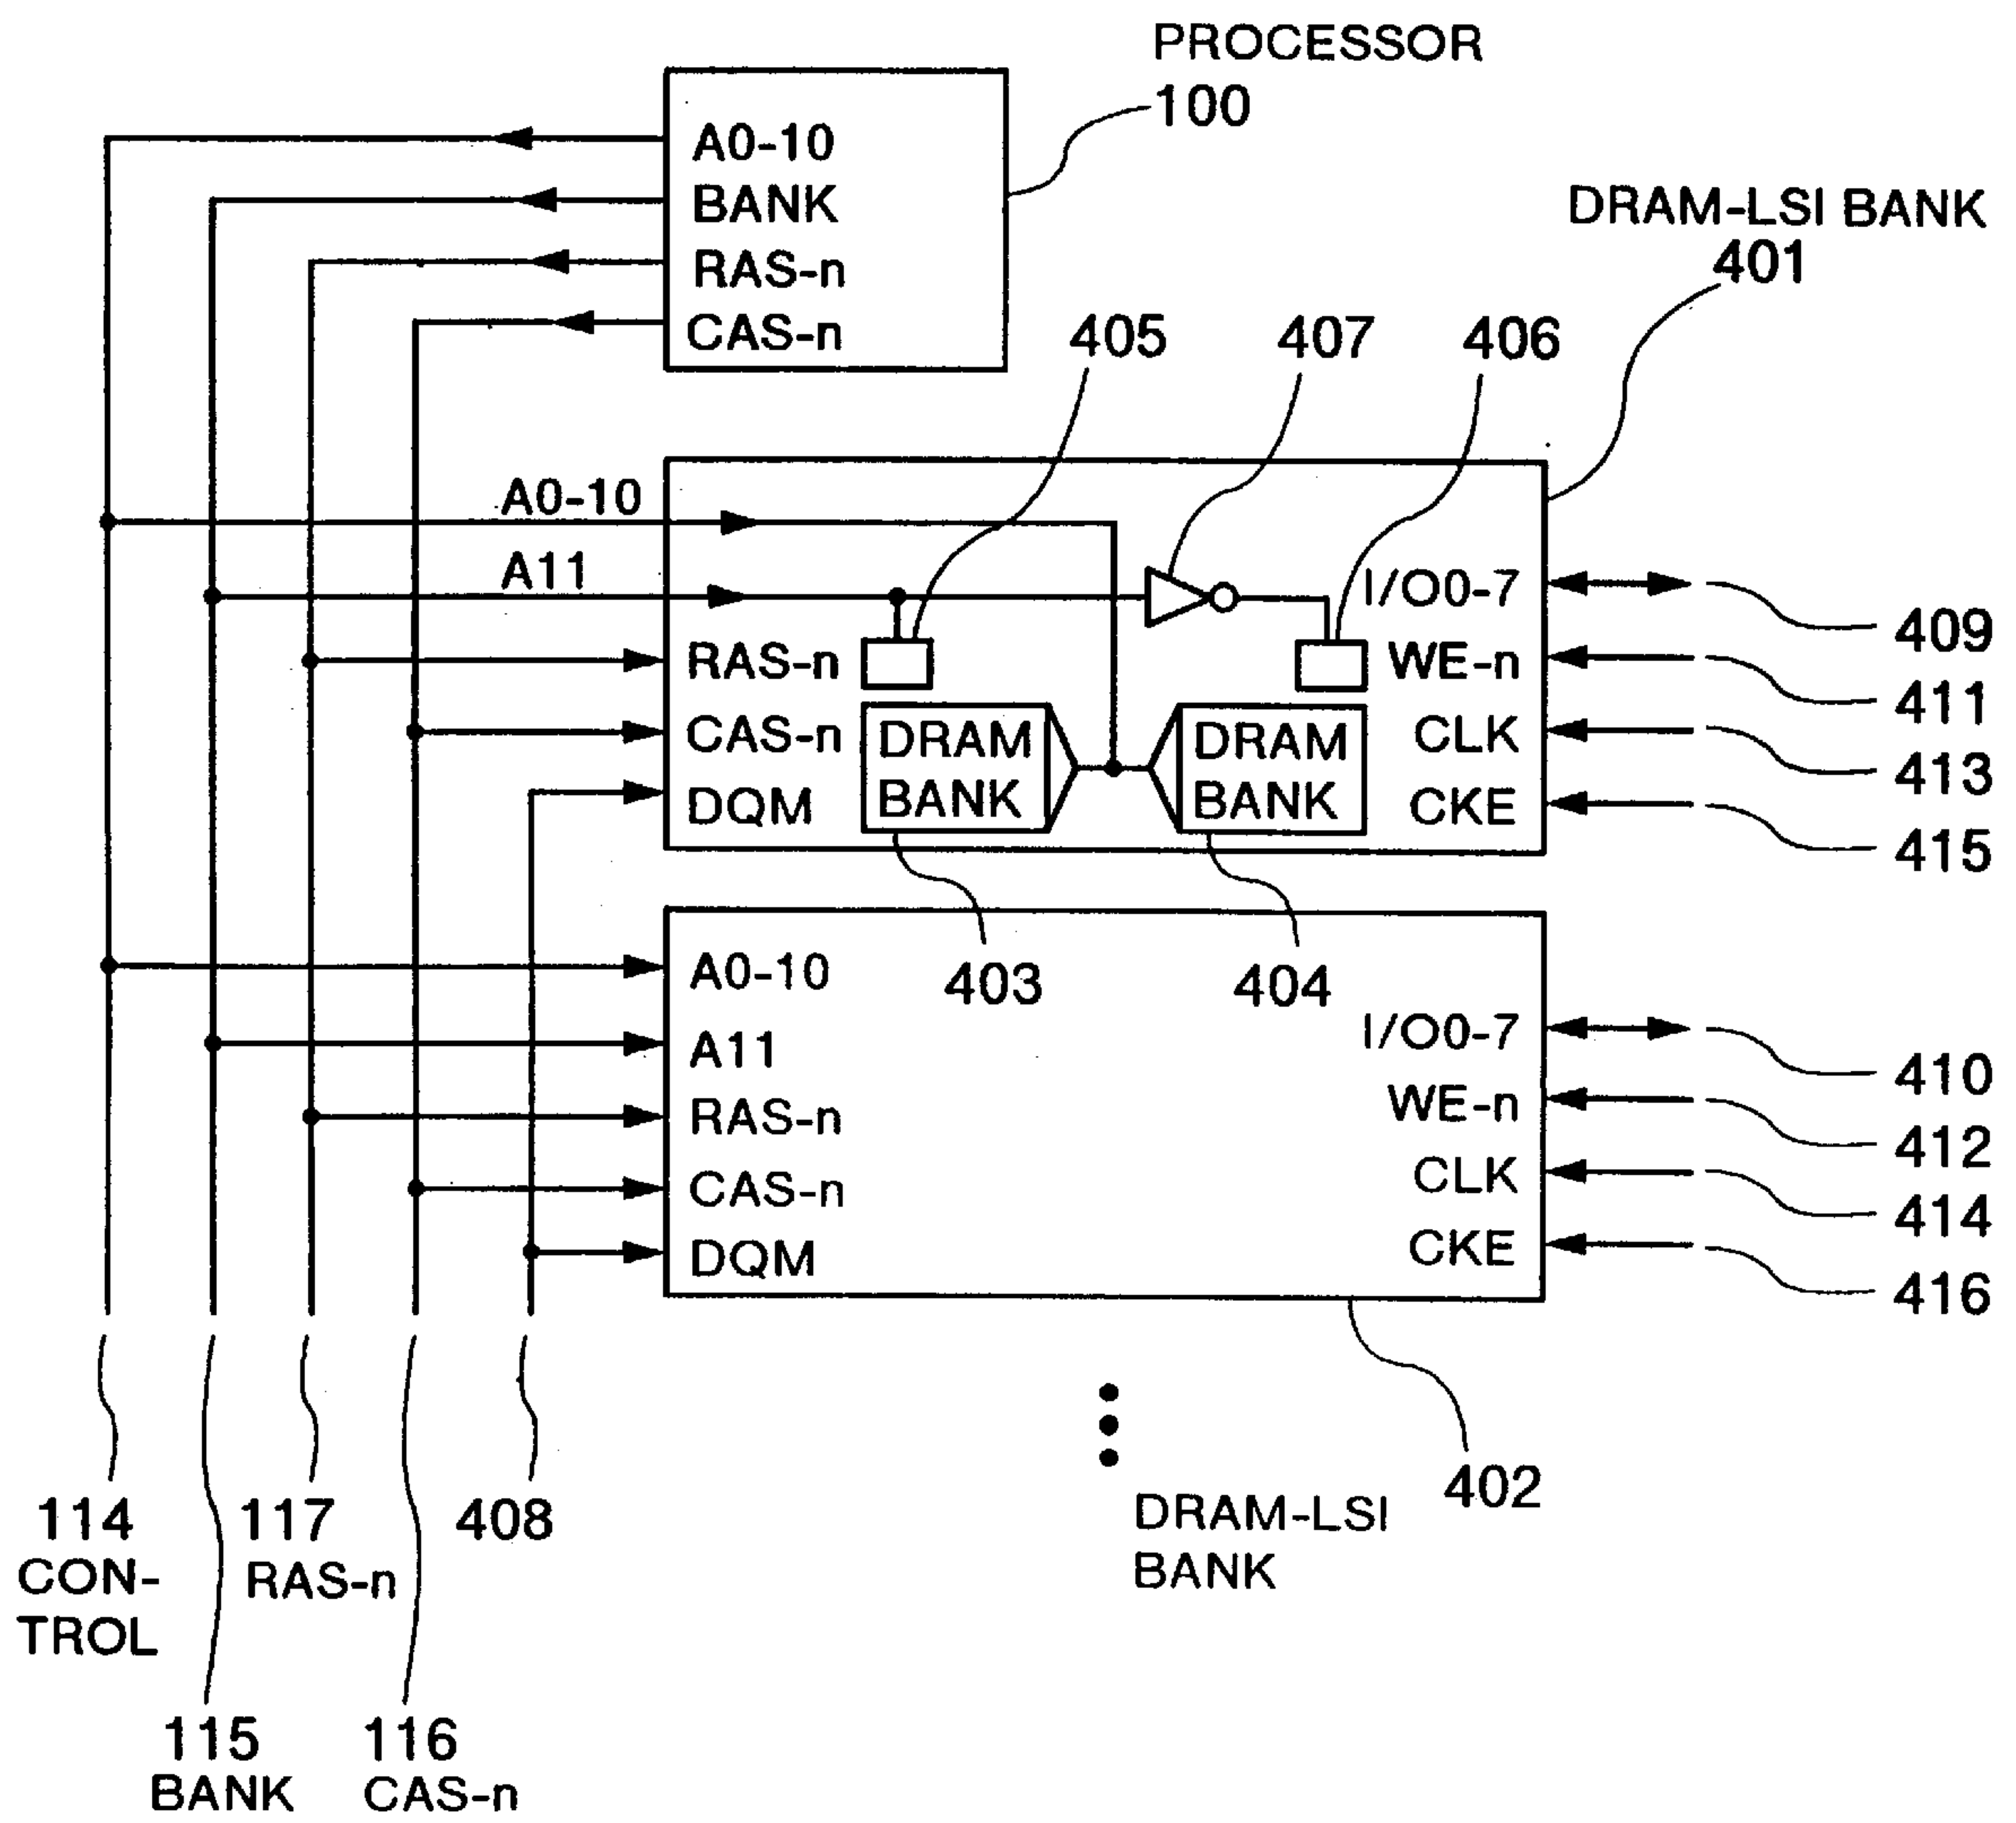 PROCESSOR
100
A0-10
BANK
RAS-n
CAS-n
DRAM-LSI BANK
401
405
407
406
A0-10
A11
RAS-n
CAS-n
DQM
DRAM
BANK
DRAM
BANK
I/O0-7
WE-n
CLK
CKE
409
411
413
415
403
404
A0-10
A11
RAS-n
CAS-n
DQM
I/O0-7
WE-n
CLK
CKE
410
412
414
416
402
DRAM-LSI
BANK
114
CON-
TROL
117
RAS-n
408
115
BANK
116
CAS-n